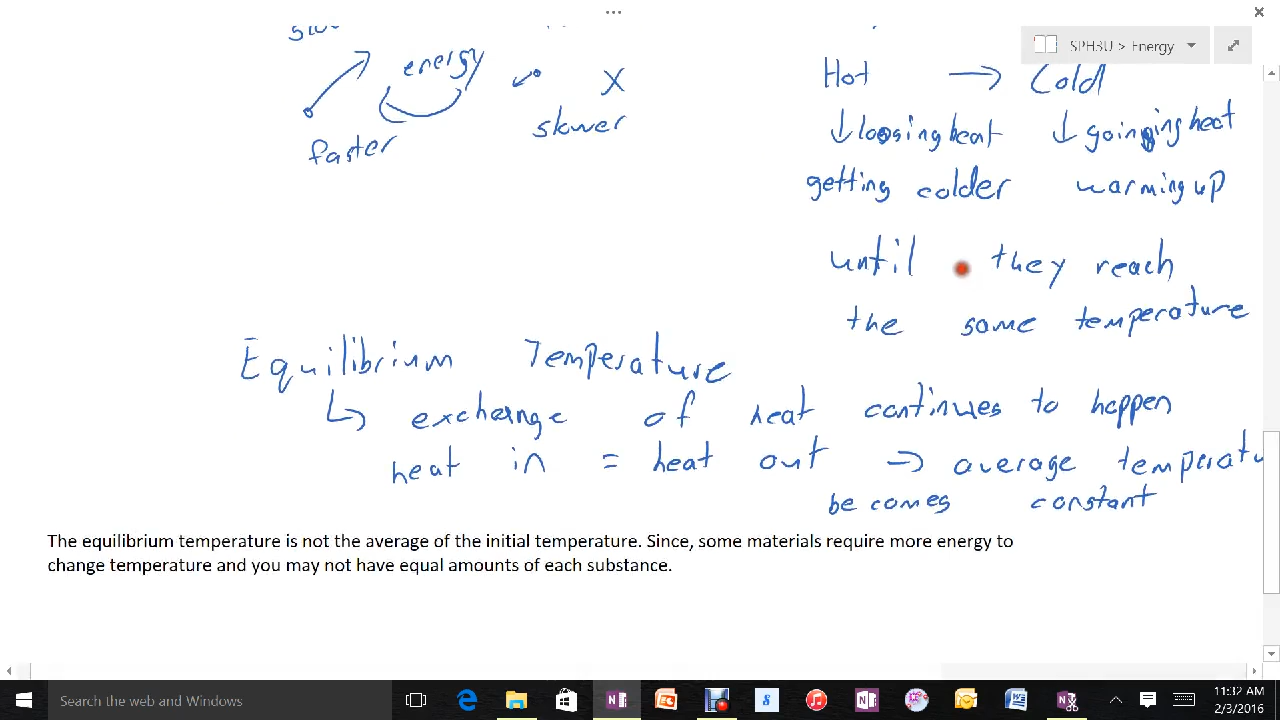 SPH3U > Energy
energy
X
faster
slower
Hot → Cold
↓ loosing heat ↓ goinging heat
getting colder warming up
until they reach
the same temperature
Equilibrium Temperature
↳ exchange of heat continues to happen
heat in = heat out → average temperatu
becomes constant
The equilibrium temperature is not the average of the initial temperature. Since, some materials require more energy to
change temperature and you may not have equal amounts of each substance.
Search the web and Windows
11:32 AM
2/3/2016